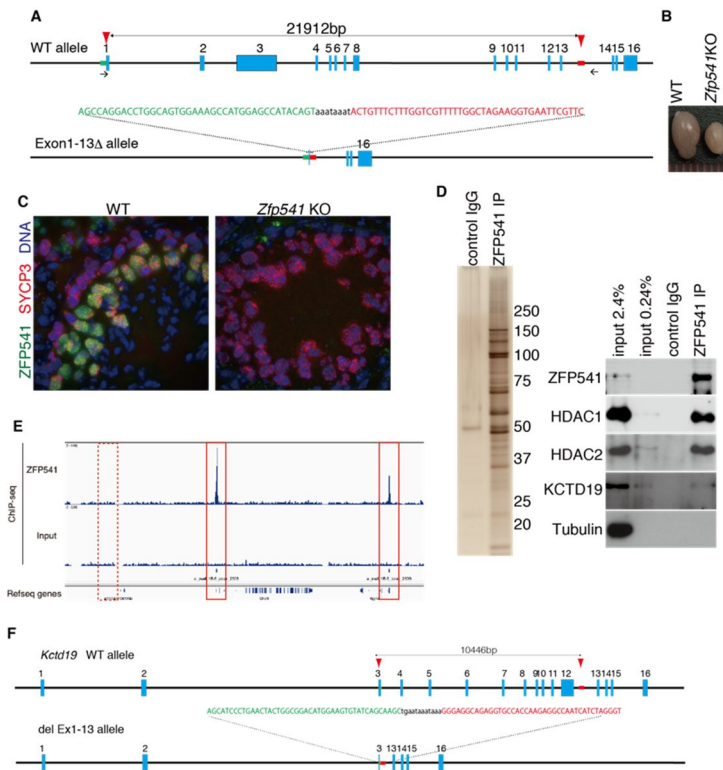 A
21912bp
WT allele
1 2 3 4 5 6 7 8 9 10 11 12 13 14 15 16
AGCCAGGACCTGGCAGTGGAAAGCCATGGAGCCATACAGTaaataaatACTGTTTCTTTGGTCGTTTTTGGCTAGAAGGTGAATTCGTTC
Exon1-13Δ allele
16
B
WT
Zfp541KO
C
WT
Zfp541 KO
ZFP541 SYCP3 DNA
D
control IgG
ZFP541 IP
250
150
100
75
50
37
25
20
input 2.4%
input 0.24%
control IgG
ZFP541 IP
ZFP541
HDAC1
HDAC2
KCTD19
Tubulin
E
ChIP-seq
ZFP541
Input
Refseq genes
F
Kctd19 WT allele
10446bp
1 2 3 4 5 6 7 8 9 10 11 12 13 14 15 16
AGCATCCCTGAACTACTGGCGGACATGGAAGTGTATCAGCAAGCtgaataaataaaGGGAGGCAGAGGTGCCACCAAGAGGCCAATCATCTAGGGT
del Ex1-13 allele
1 2 3 13 14 15 16